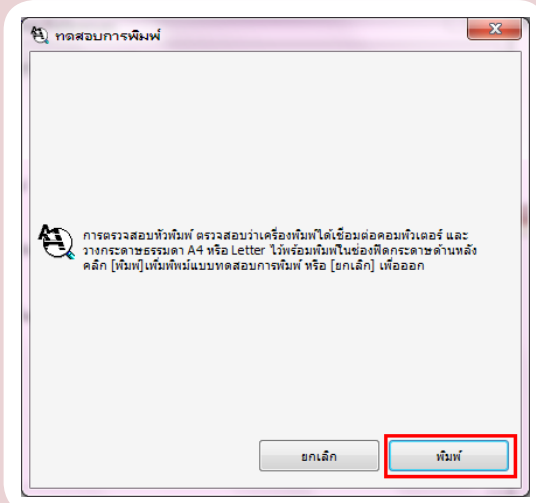 ทดสอบการพิมพ์
การตรวจสอบหัวพิมพ์ ตรวจสอบว่าเครื่องพิมพ์ได้เชื่อมต่อคอมพิวเตอร์ และ
วางกระดาษธรรมดา A4 หรือ Letter ไว้พร้อมพิมพ์ในช่องฟีดกระดาษด้านหลัง
คลิก [พิมพ์]เพิ่มพิพม์แบบทดสอบการพิมพ์ หรือ [ยกเลิก] เพื่อออก
ยกเลิก
พิมพ์